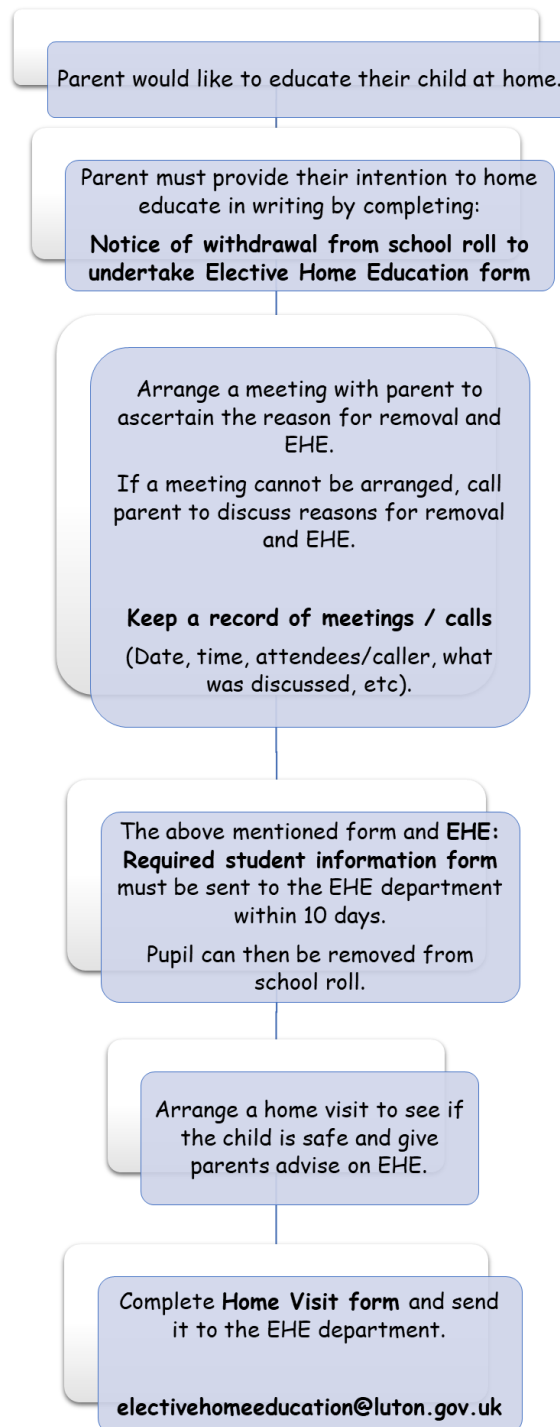 Parent would like to educate their child at home.
Parent must provide their intention to home
educate in writing by completing:
Notice of withdrawal from school roll to
undertake Elective Home Education form
Arrange a meeting with parent to
ascertain the reason for removal and
EHE.
If a meeting cannot be arranged, call
parent to discuss reasons for removal
and EHE.
Keep a record of meetings / calls
(Date, time, attendees/caller, what
was discussed, etc).
The above mentioned form and EHE:
Required student information form
must be sent to the EHE department
within 10 days.
Pupil can then be removed from
school roll.
Arrange a home visit to see if
the child is safe and give
parents advise on EHE.
Complete Home Visit form and send
it to the EHE department.
electivehomeeducation@luton.gov.uk